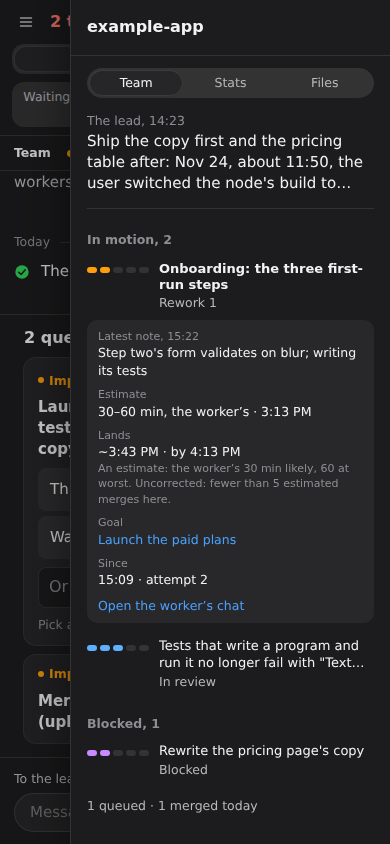 example-app
2
Team
Stats
Files
Waiting
The lead, 14:23
Ship the copy first and the pricing
table after: Nov 24, about 11:50, the
user switched the node's build to…
Team
workers
Today
The
In motion, 2
Onboarding: the three first-
run steps
Rework 1
Latest note, 15:22
Step two's form validates on blur; writing
its tests
Estimate
30–60 min, the worker’s · 3:13 PM
Lands
~3:43 PM · by 4:13 PM
An estimate: the worker’s 30 min likely, 60 at
worst. Uncorrected: fewer than 5 estimated
merges here.
Goal
Launch the paid plans
Since
15:09 · attempt 2
Open the worker’s chat
Tests that write a program and
run it no longer fail with "Text…
In review
Blocked, 1
Rewrite the pricing page's copy
Blocked
1 queued · 1 merged today
2 que
Imp
Laun
test
copy
Th
Wa
Or
Pick a
Imp
Mer
(upl
To the lea
Messa